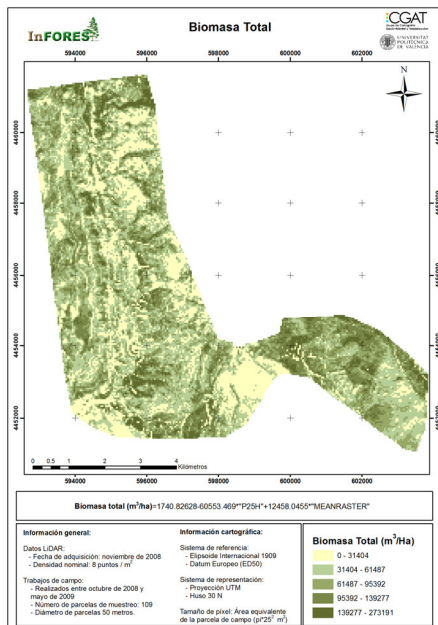 InFORES
Biomasa Total
CGAT
UNIVERSITAT
POLITÈCNICA
DE VALÈNCIA
594000 596000 598000 600000 602000
N
4460000 4460000
4458000 4458000
4456000 4456000
4454000 4454000
4452000 4452000
0 0.5 1 2 3 4
Kilómetros
594000 596000 598000 600000 602000
Biomasa total (m³/ha)=1740.82628-60553.469*"P25H"+12458.0455*"MEANRASTER"
Información general:
Datos LiDAR:
- Fecha de adquisición: noviembre de 2008
- Densidad nominal: 8 puntos / m²
Trabajos de campo:
- Realizados entre octubre de 2008 y
mayo de 2009
- Número de parcelas de muestreo: 109
- Diámetro de parcelas 50 metros.
Información cartográfica:
Sistema de referencia:
- Elipsoide Internacional 1909
- Datum Europeo (ED50)
Sistema de representación:
- Proyección UTM
- Huso 30 N
Tamaño de pixel: Área equivalente
de la parcela de campo (pi*25² m²)
Biomasa Total (m³/Ha)
0 - 31404
31404 - 61487
61487 - 95392
95392 - 139277
139277 - 273191